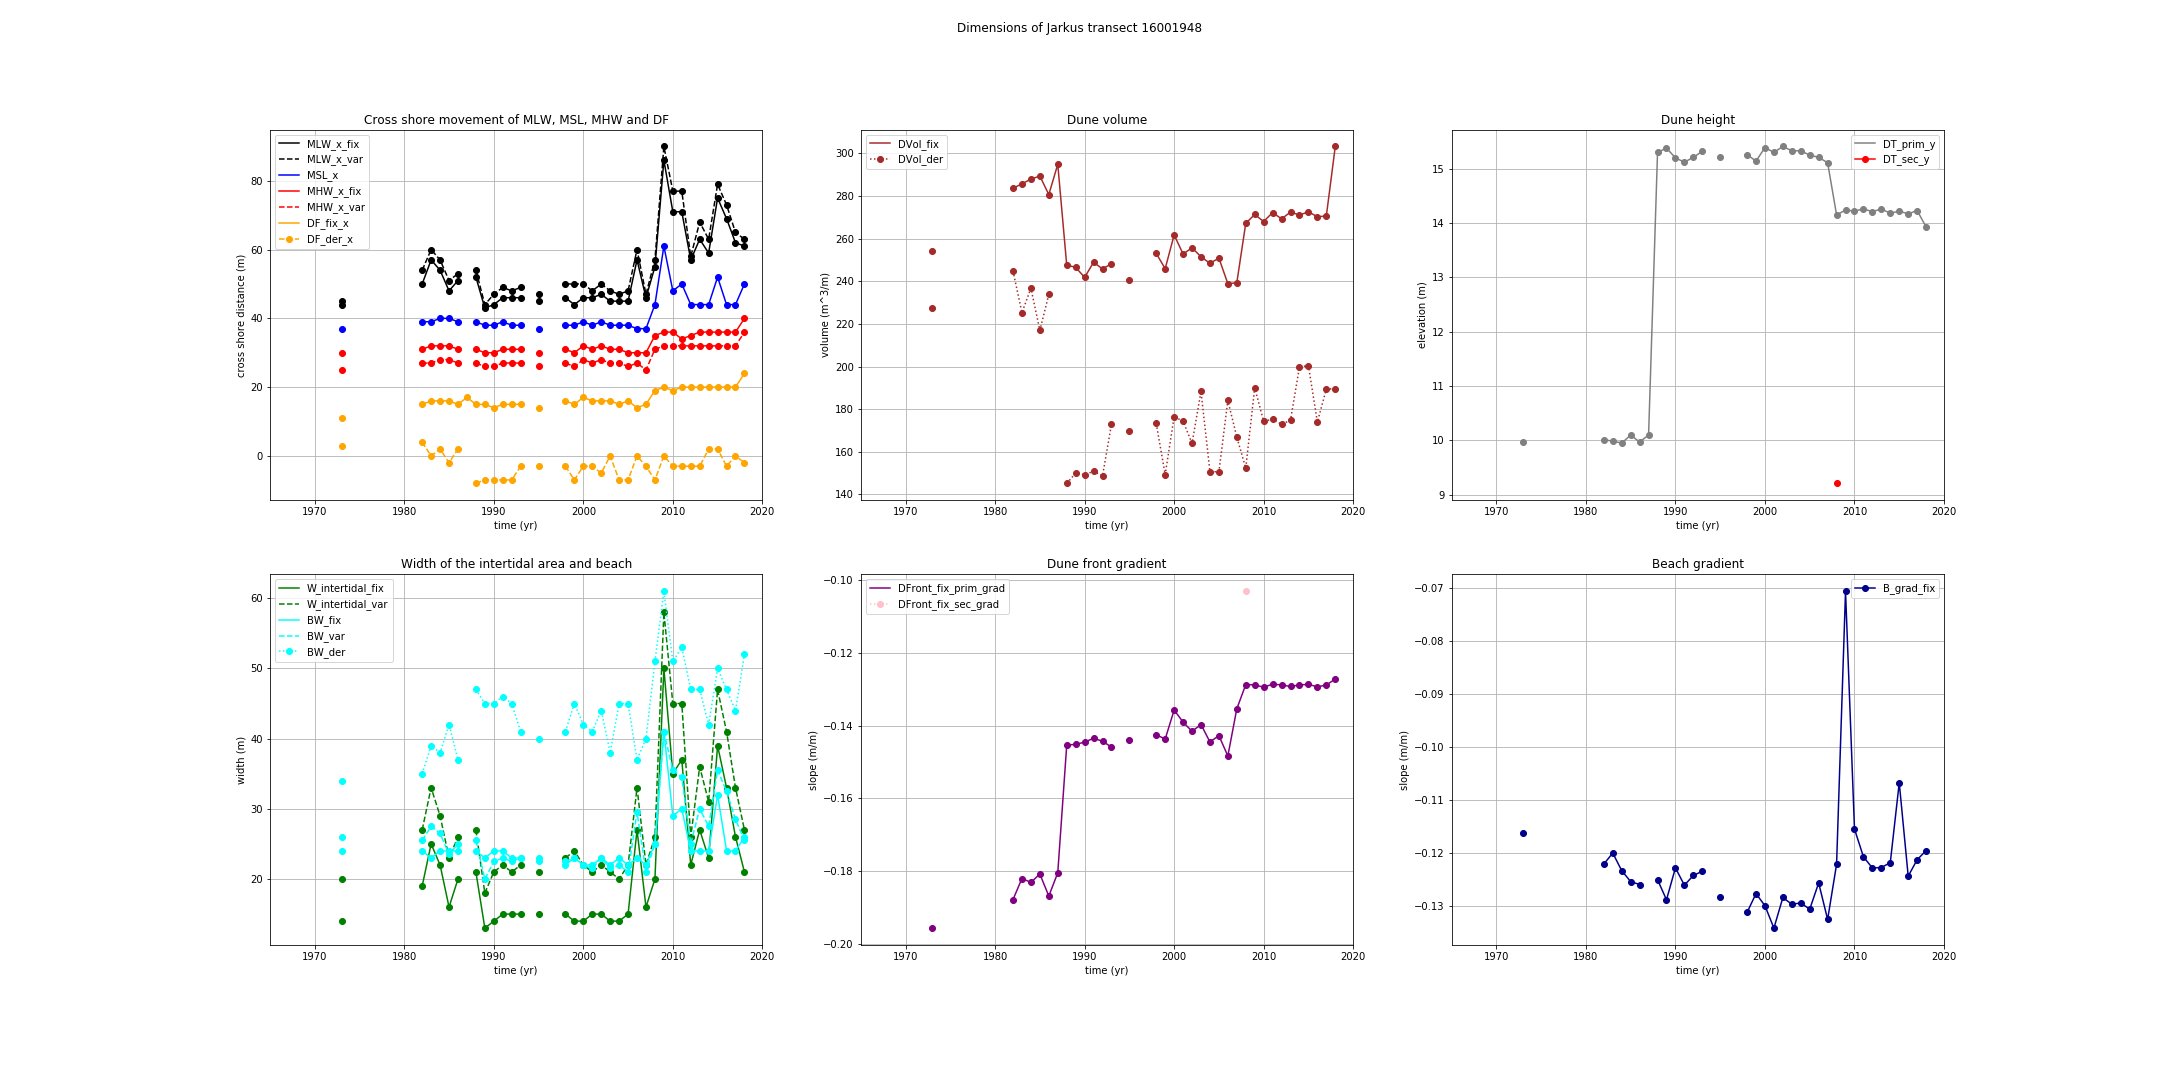 Dimensions of Jarkus transect 16001948
Cross shore movement of MLW, MSL, MHW and DF
cross shore distance (m)
80
60
40
20
0
MLW_x_fix
MLW_x_var
MSL_x
MHW_x_fix
MHW_x_var
DF_fix_x
DF_der_x
1970 1980 1990 2000 2010 2020
time (yr)
Dune volume
volume (m^3/m)
300
280
260
240
220
200
180
160
140
DVol_fix
DVol_der
1970 1980 1990 2000 2010 2020
time (yr)
Dune height
elevation (m)
15
14
13
12
11
10
9
DT_prim_y
DT_sec_y
1970 1980 1990 2000 2010 2020
time (yr)
Width of the intertidal area and beach
width (m)
60
50
40
30
20
W_intertidal_fix
W_intertidal_var
BW_fix
BW_var
BW_der
1970 1980 1990 2000 2010 2020
time (yr)
Dune front gradient
slope (m/m)
−0.10
−0.12
−0.14
−0.16
−0.18
−0.20
DFront_fix_prim_grad
DFront_fix_sec_grad
1970 1980 1990 2000 2010 2020
time (yr)
Beach gradient
slope (m/m)
−0.07
−0.08
−0.09
−0.10
−0.11
−0.12
−0.13
B_grad_fix
1970 1980 1990 2000 2010 2020
time (yr)